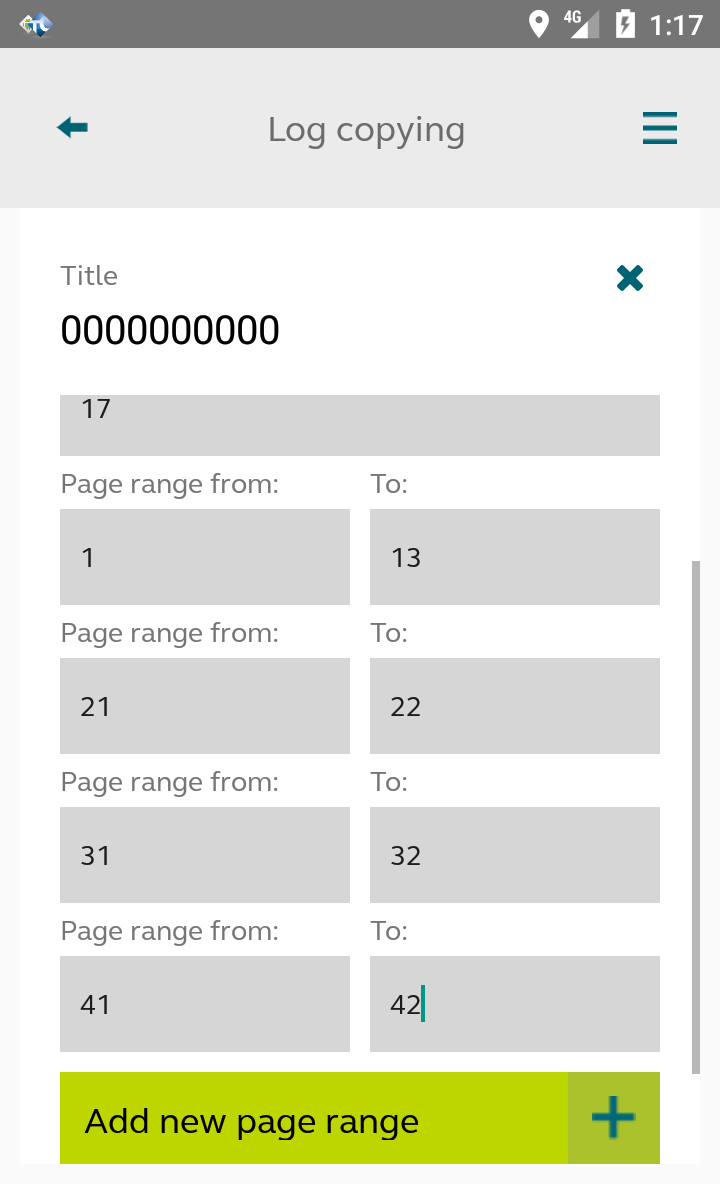 4G 1:17
Log copying
Title
0000000000
17
Page range from: To:
1 13
Page range from: To:
21 22
Page range from: To:
31 32
Page range from: To:
41 42
Add new page range